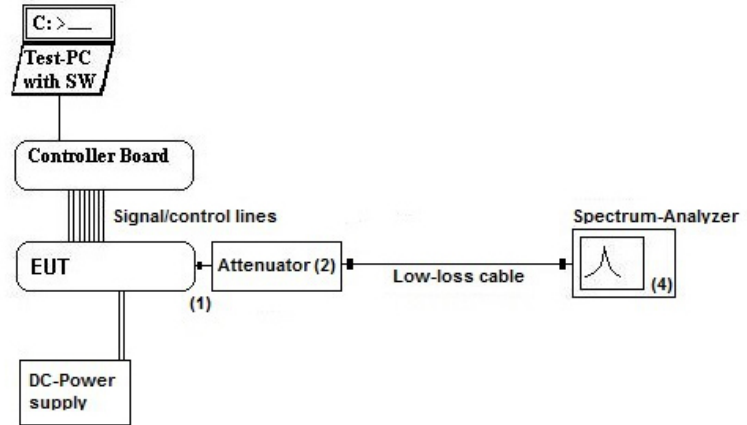 C:>__
Test-PC
with SW
Controller Board
Signal/control lines
Spectrum-Analyzer
EUT
Attenuator (2)
Low-loss cable
(4)
(1)
DC-Power
supply